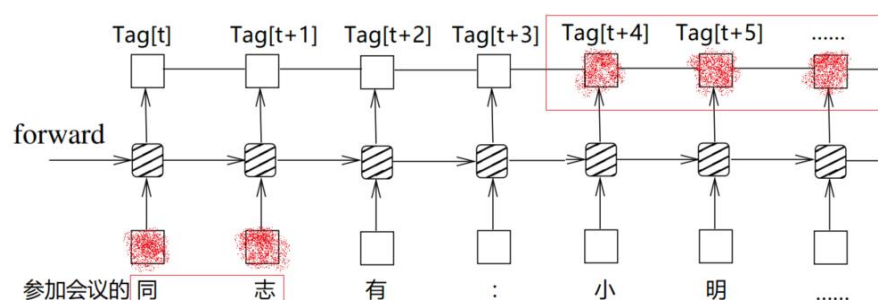 Tag[t] Tag[t+1] Tag[t+2] Tag[t+3] Tag[t+4] Tag[t+5] ......
forward
参加会议的 同 志 有 : 小 明 ......